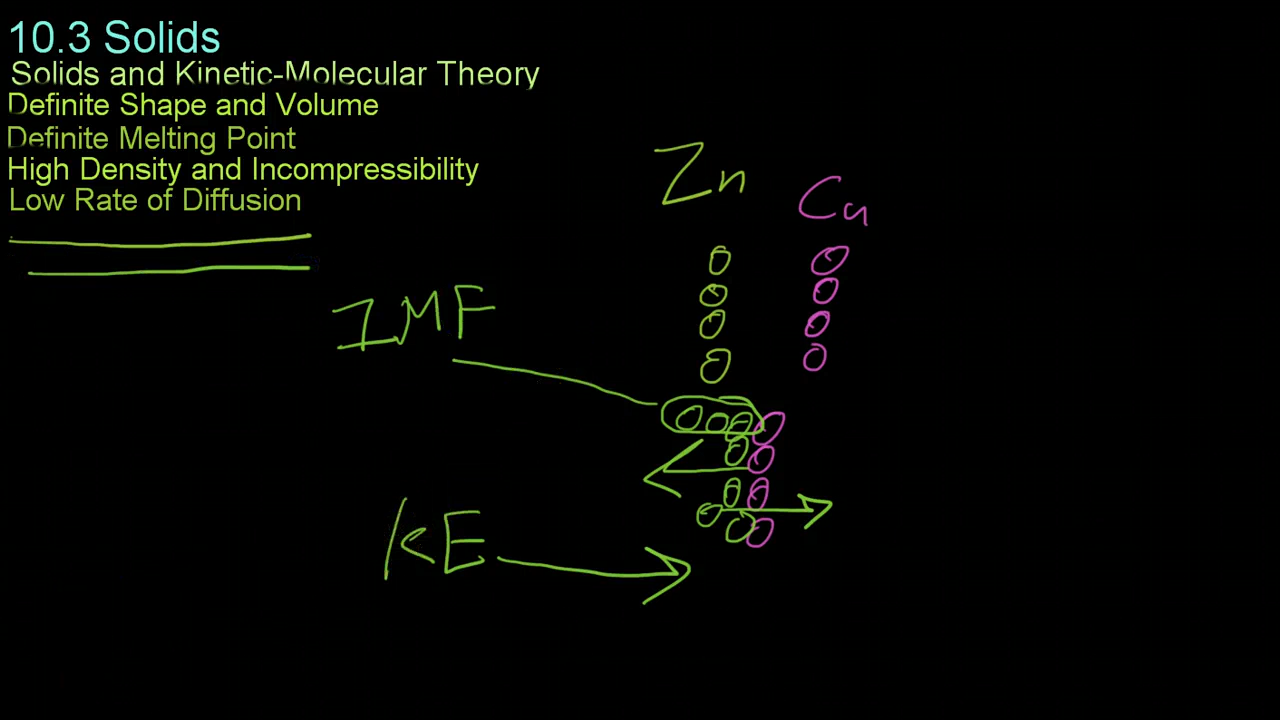 10.3 Solids
Solids and Kinetic-Molecular Theory
Definite Shape and Volume
Definite Melting Point
High Density and Incompressibility
Low Rate of Diffusion
Zn
Cu
IMF
KE